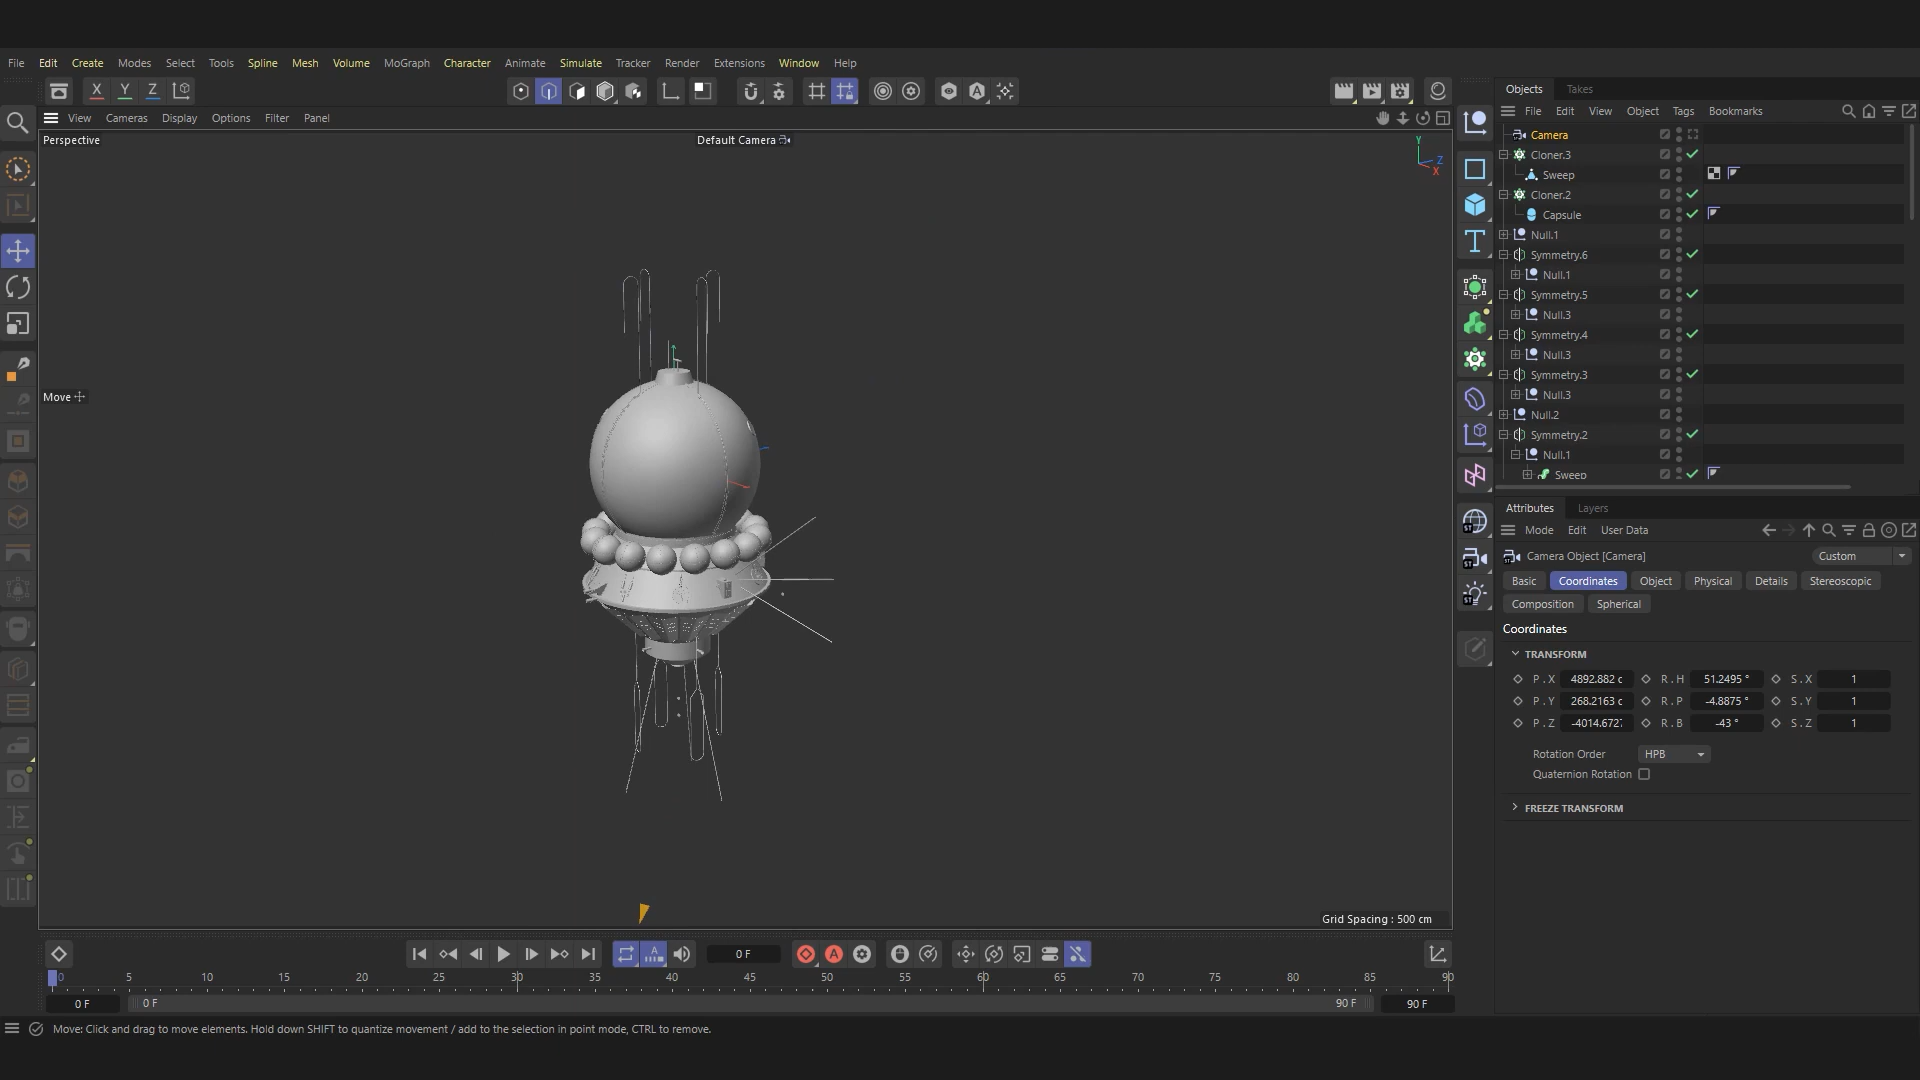 File Edit Create Modes Select Tools Spline Mesh Volume MoGraph Character Animate Simulate Tracker Render Extensions Window Help
X Y Z
Objects Takes
File Edit View Object Tags Bookmarks
View Cameras Display Options Filter Panel
Perspective
Default Camera
Y
Z
X
Move
Camera
Cloner.3
Sweep
Cloner.2
Capsule
Null.1
Symmetry.6
Null.1
Symmetry.5
Null.3
Symmetry.4
Null.3
Symmetry.3
Null.3
Null.2
Symmetry.2
Null.1
Sweep
Attributes Layers
Mode Edit User Data
Camera Object [Camera]
Custom
Basic Coordinates Object Physical Details Stereoscopic
Composition Spherical
Coordinates
TRANSFORM
P . X 4892.882 c R . H 51.2495 ° S . X 1
P . Y 268.2163 c R . P -4.8875 ° S . Y 1
P . Z -4014.672 R . B -43 ° S . Z 1
Rotation Order HPB
Quaternion Rotation
FREEZE TRANSFORM
ST
ST
ST
Grid Spacing : 500 cm
0 F
0 5 10 15 20 25 30 35 40 45 50 55 60 65 70 75 80 85 90
0 F 0 F 90 F 90 F
Move: Click and drag to move elements. Hold down SHIFT to quantize movement / add to the selection in point mode, CTRL to remove.